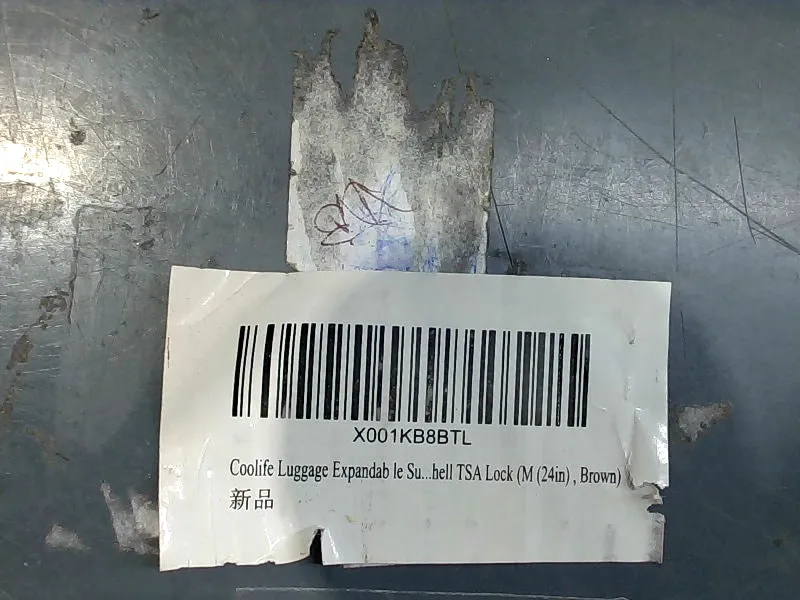 X001KB8BTL
Coolife Luggage Expandab le Su...hell TSA Lock (M (24in) , Brown)
新品